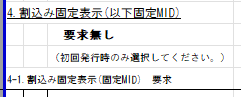 4.割込み固定表示(以下固定MID)
要求無し
(初回発行時のみ選択してください。)
4-1.割込み固定表示(固定MID) 要求